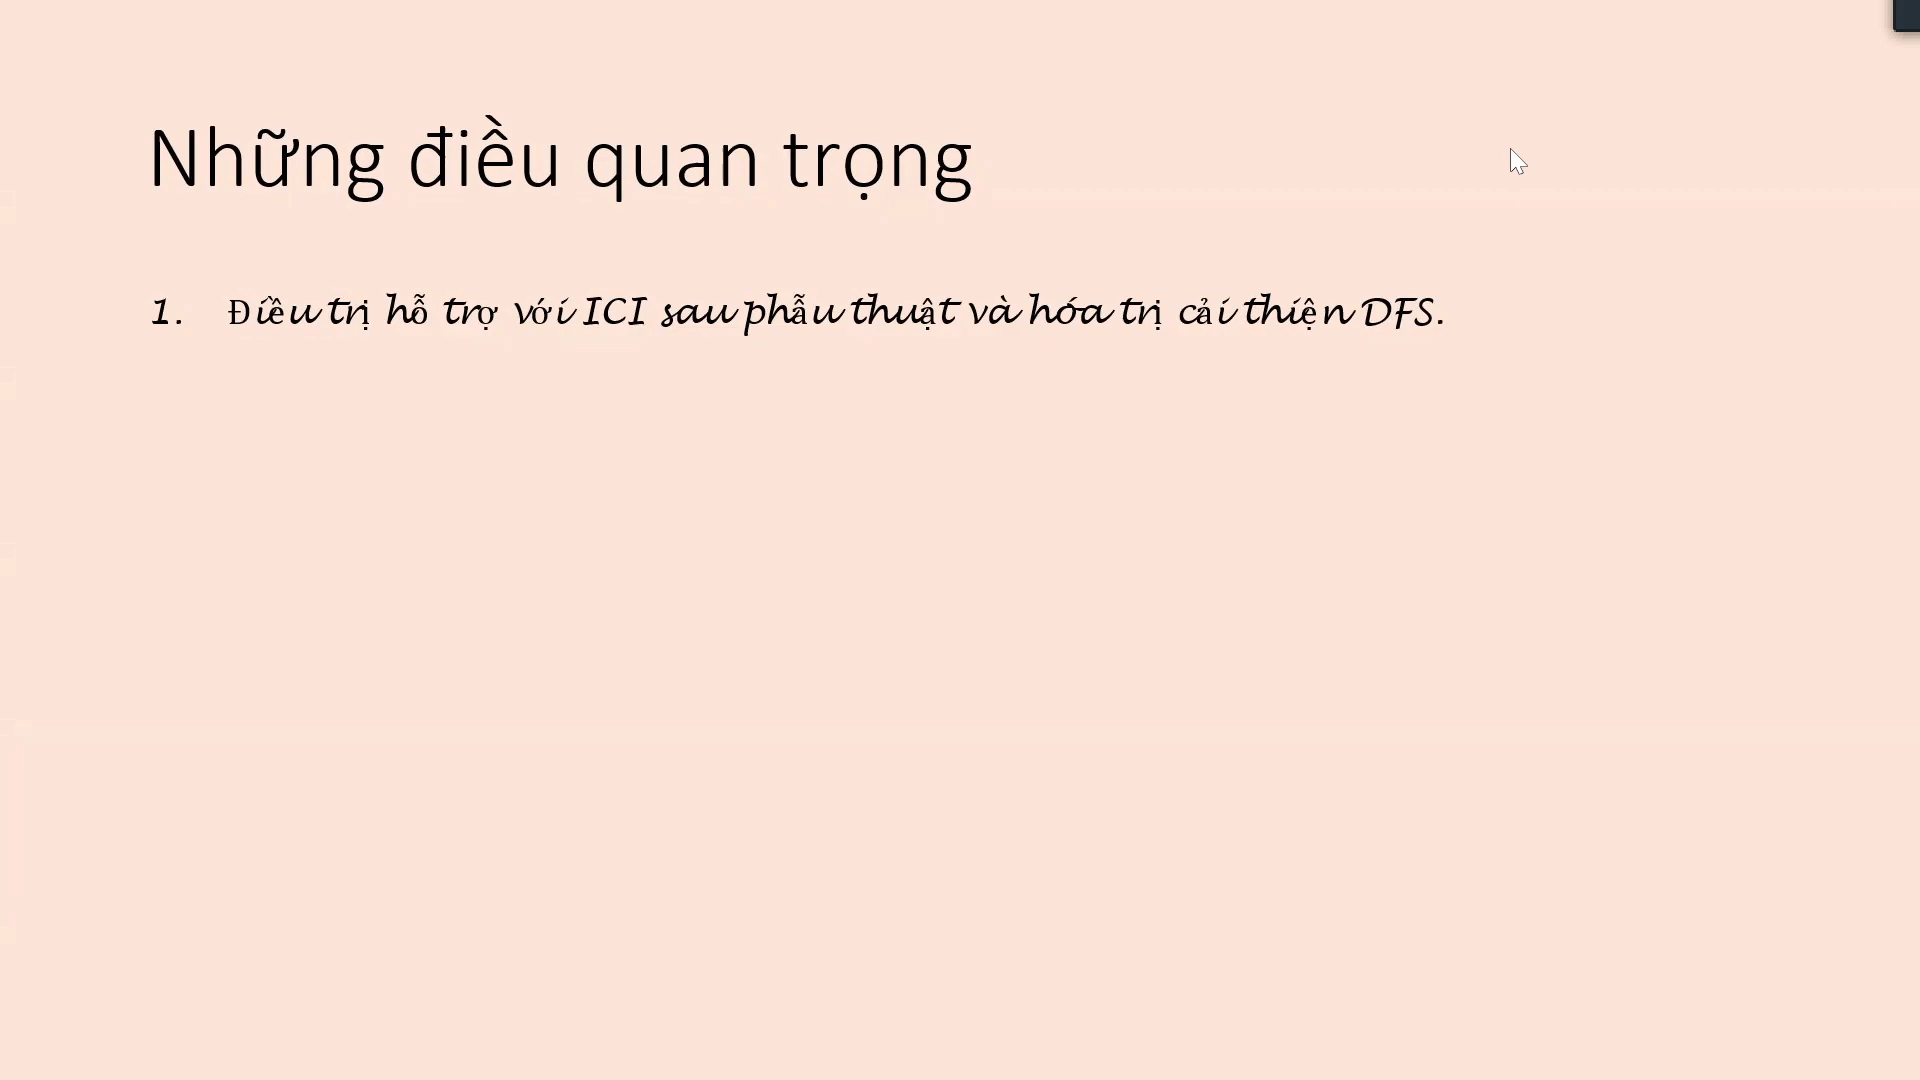 Những điều quan trọng
1. Điều trị hỗ trợ với ICI sau phẫu thuật và hóa trị cải thiện DFS.